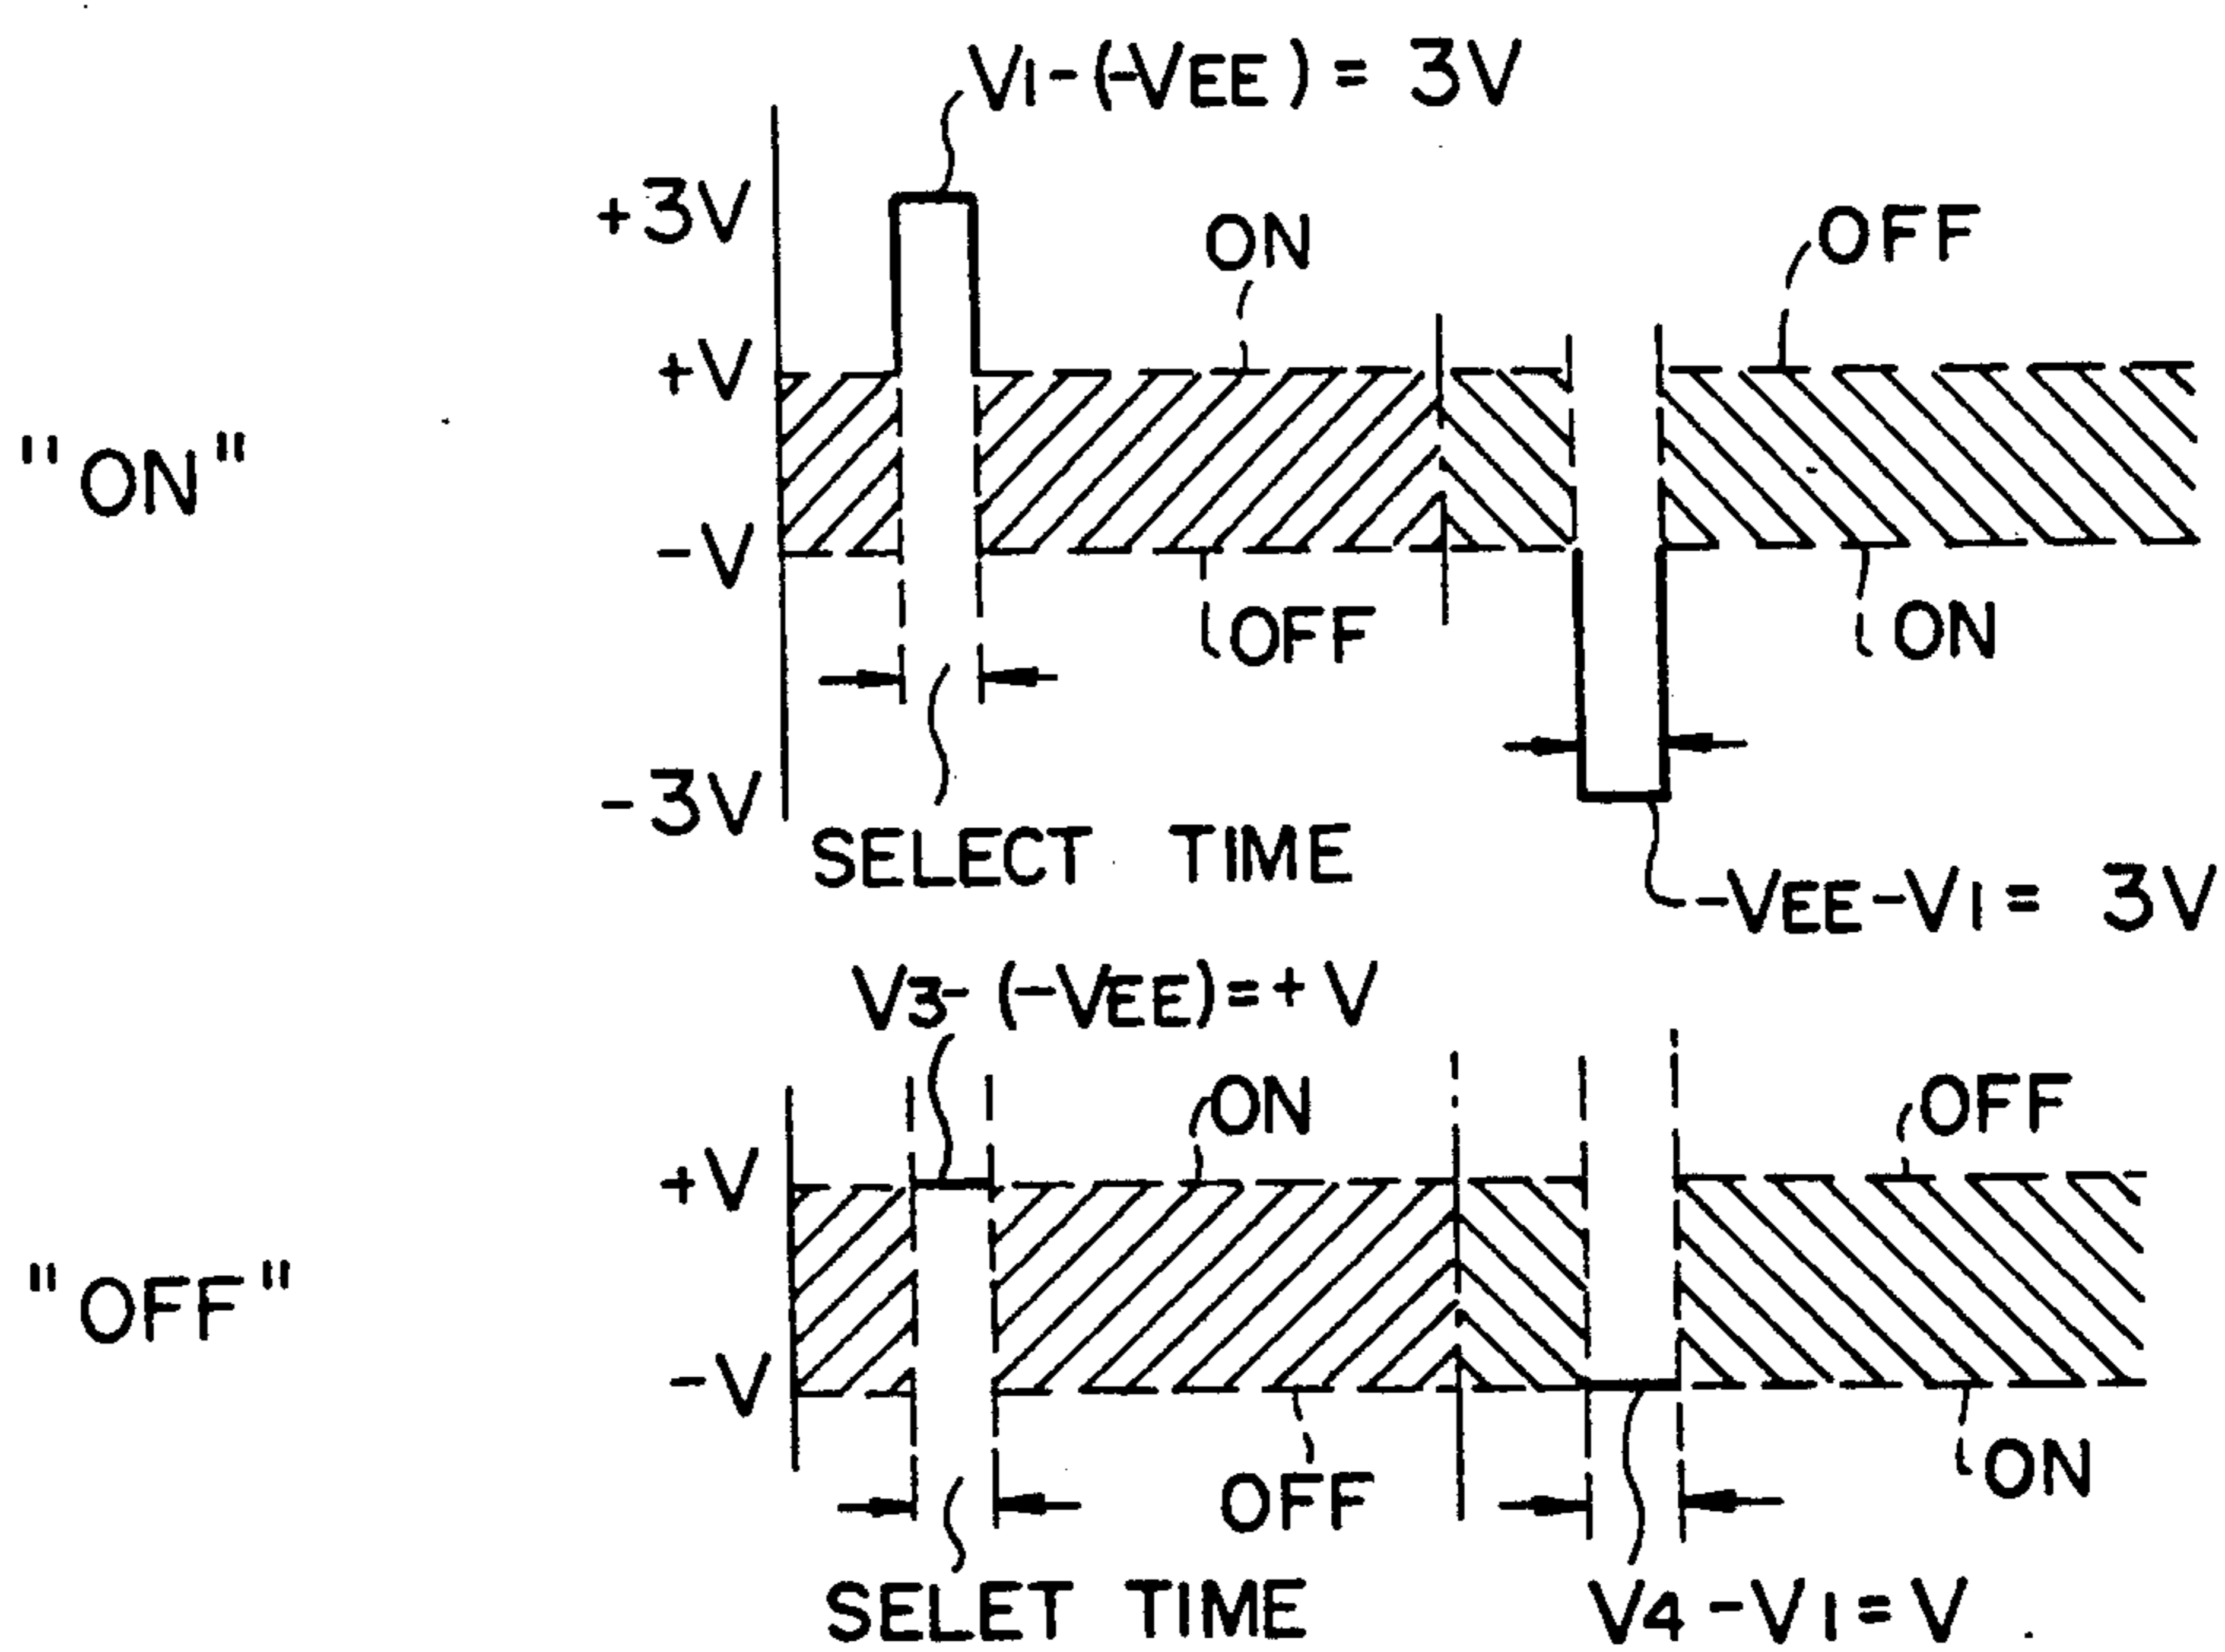 V1-(-VEE) = 3V
+3V
ON
OFF
+V
"ON"
-V
OFF
ON
-3V
SELECT TIME
-VEE-V1= 3V
V3-(-VEE)=+V
ON
OFF
+V
"OFF"
-V
OFF
ON
SELET TIME
V4-V1=V